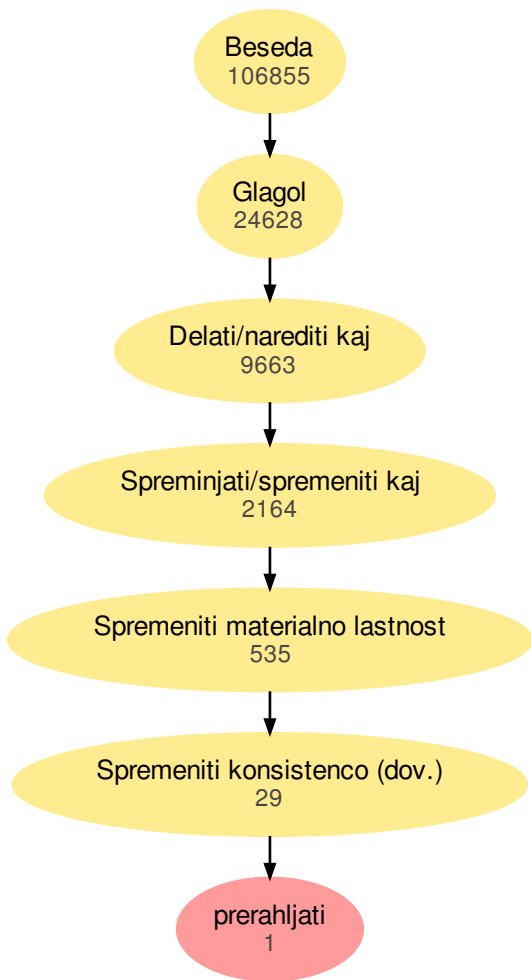 Beseda
106855
Glagol
24628
Delati/narediti kaj
9663
Spreminjati/spremeniti kaj
2164
Spremeniti materialno lastnost
535
Spremeniti konsistenco (dov.)
29
prerahljati
1